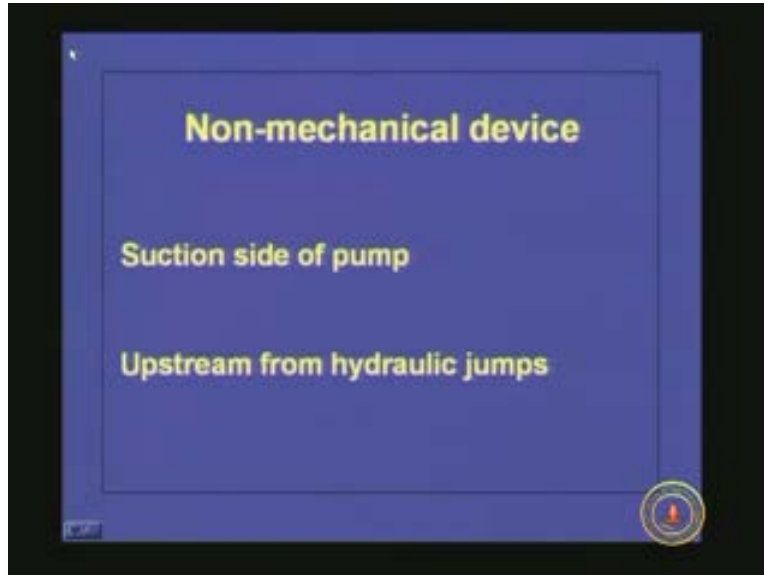 Non-mechanical device
Suction side of pump
Upstream from hydraulic jumps